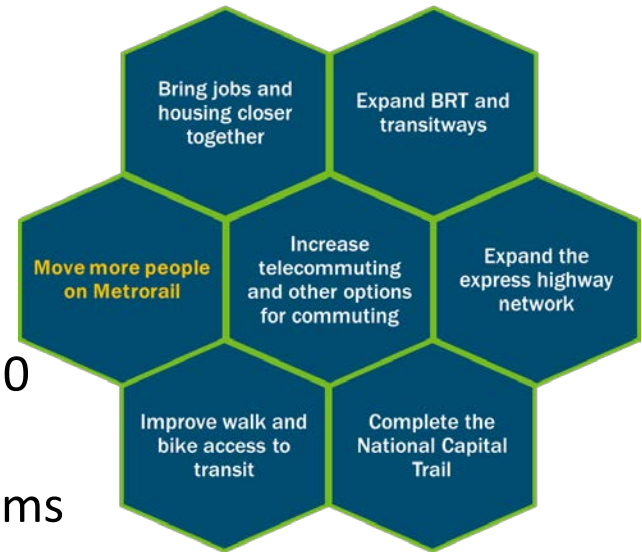 Bring jobs and
housing closer
together
Expand BRT and
transitways
Move more people
on Metrorail
Increase
telecommuting
and other options
for commuting
Expand the
express highway
network
0
Improve walk and
bike access to
transit
Complete the
National Capital
Trail
ms